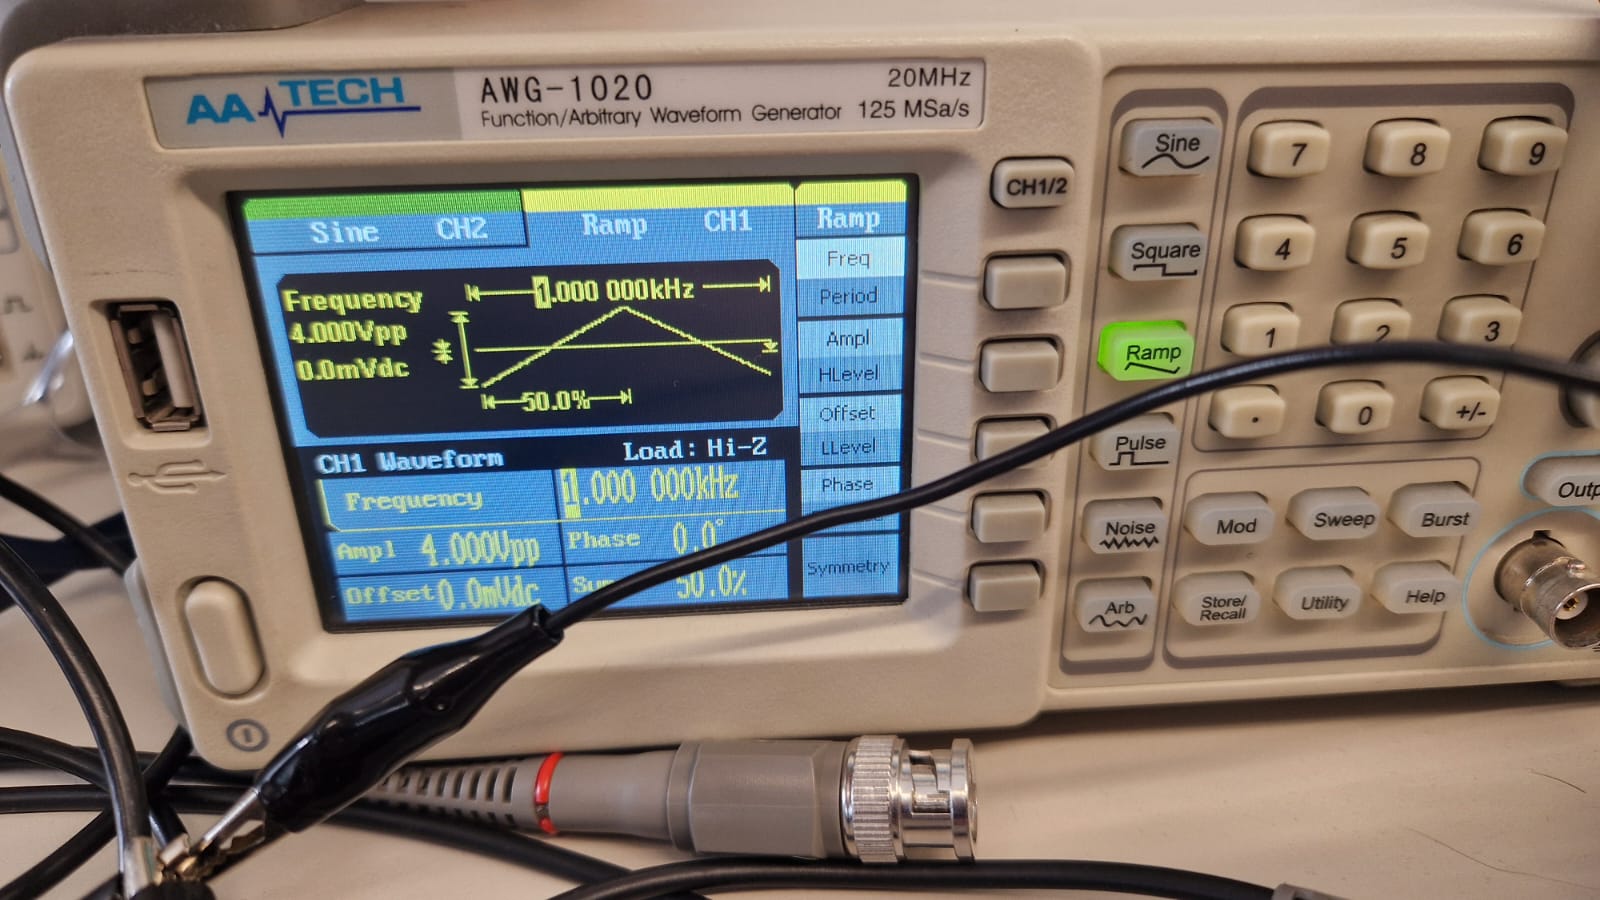 AA TECH
AWG-1020
Function/Arbitrary Waveform Generator
20MHz
125 MSa/s
Sine CH2
Ramp CH1
Ramp
Frequency
4.000Vpp
0.0mVdc
1.000 000kHz
50.0%
Freq
Period
Ampl
HLevel
Offset
LLevel
Phase
Symmetry
CH1 Waveform
Load: Hi-Z
Frequency 1.000 000kHz
Ampl 4.000Vpp Phase 0.0°
Offset 0.0mVdc 50.0%
CH1/2
Sine
Square
Ramp
Pulse
Noise
Arb
7 8 9
4 5 6
1 2 3
. 0 +/-
Mod Sweep Burst
Store/
Recall
Utility
Help